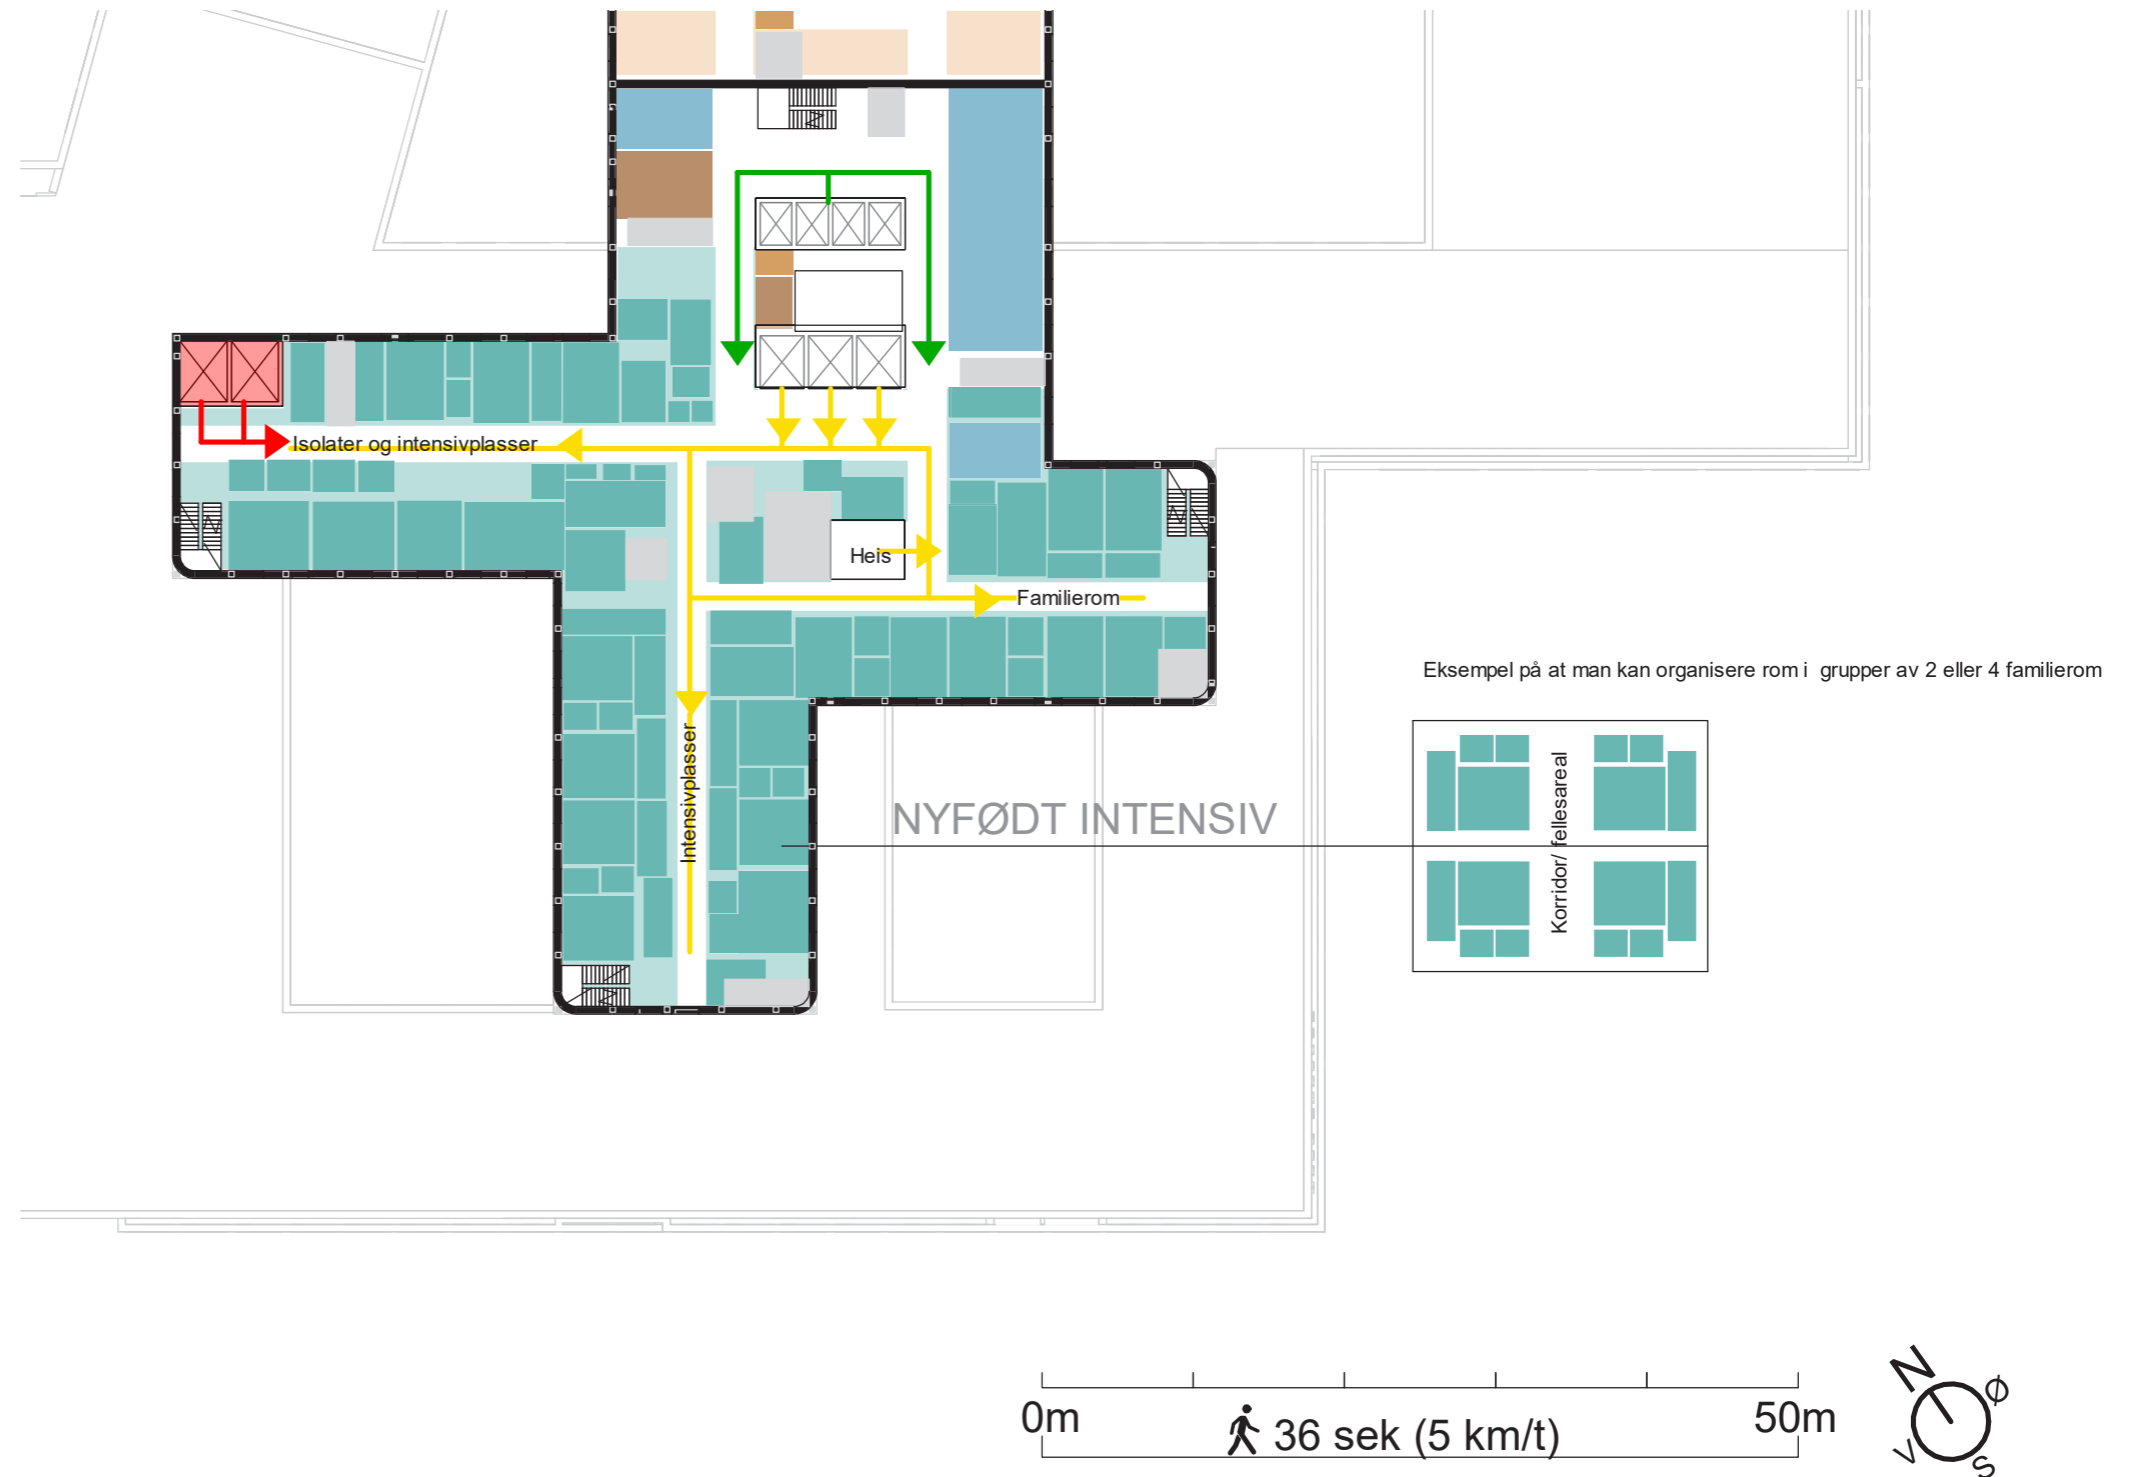 Isolater og intensivplasser
Heis
Familierom
Eksempel på at man kan organisere rom i  grupper av 2 eller 4 familierom
Intensivplasser
NYFØDT INTENSIV
Korridor/ fellesareal
0m
50m
36 sek (5 km/t)
N
Ø
V
S